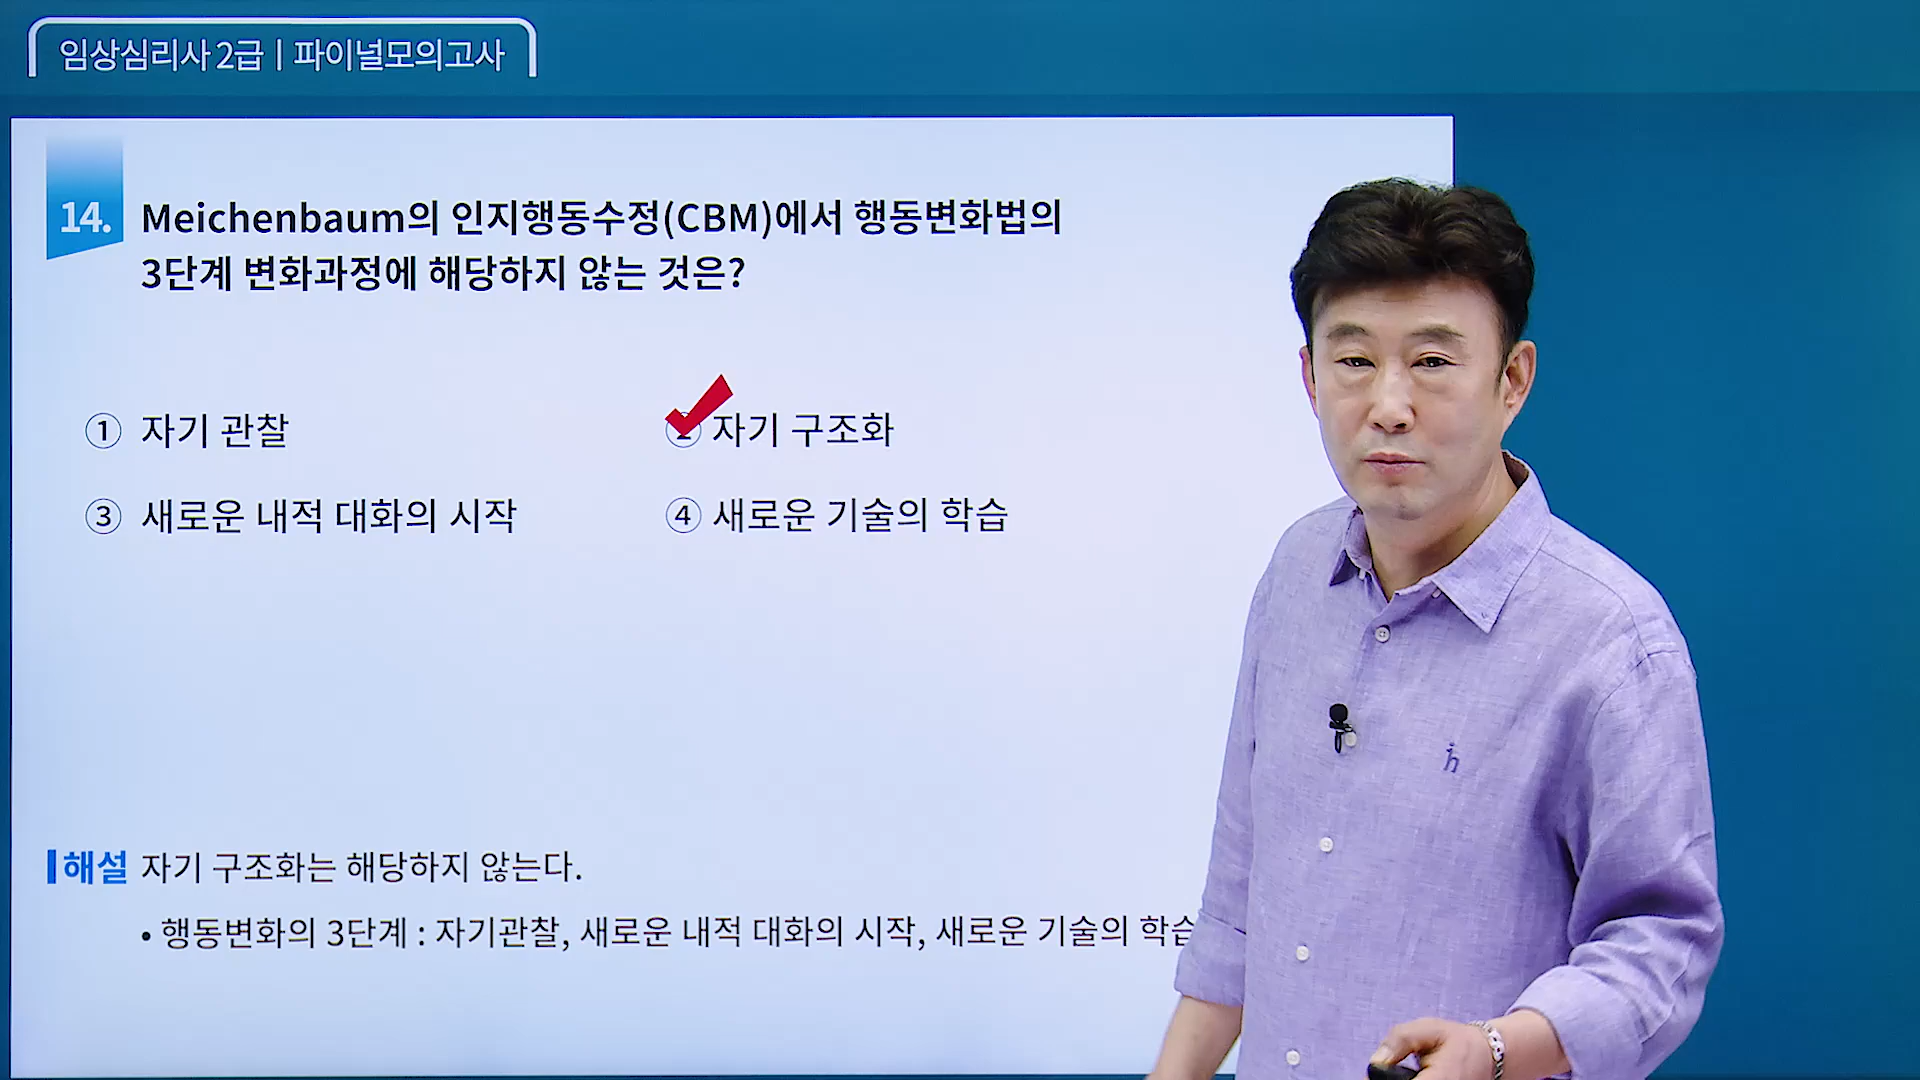 임상심리사 2급 | 파이널모의고사
14. Meichenbaum의 인지행동수정(CBM)에서 행동변화법의
3단계 변화과정에 해당하지 않는 것은?
① 자기 관찰
② 자기 구조화
③ 새로운 내적 대화의 시작
④ 새로운 기술의 학습
해설 자기 구조화는 해당하지 않는다.
• 행동변화의 3단계 : 자기관찰, 새로운 내적 대화의 시작, 새로운 기술의 학습
h